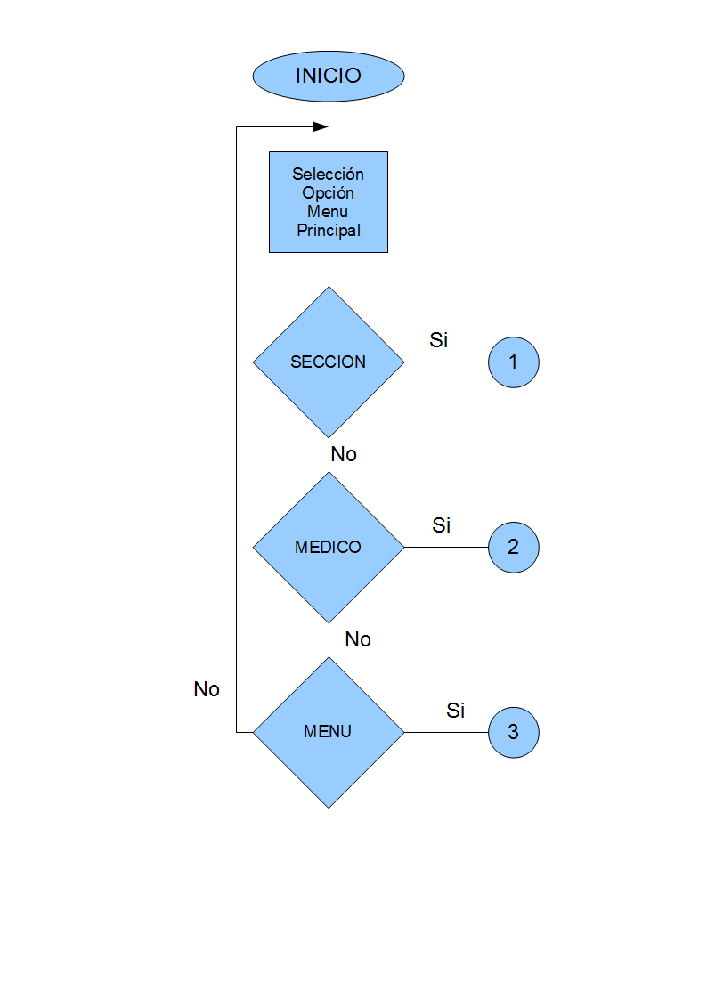 INICIO
Selección
Opción
Menu
Principal
SECCION
Si
1
No
MEDICO
Si
2
No
MENU
Si
3
No